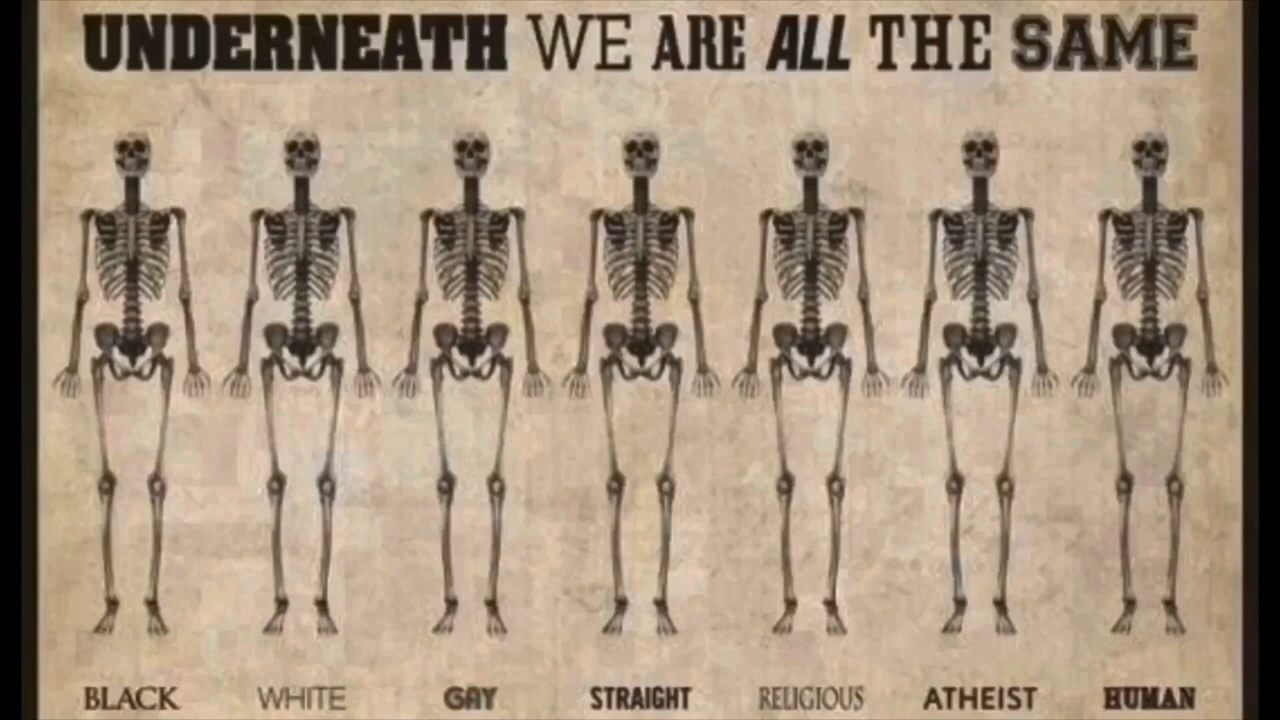 UNDERNEATH WE ARE ALL THE SAME
BLACK WHITE GAY STRAIGHT RELIGIOUS ATHEIST HUMAN